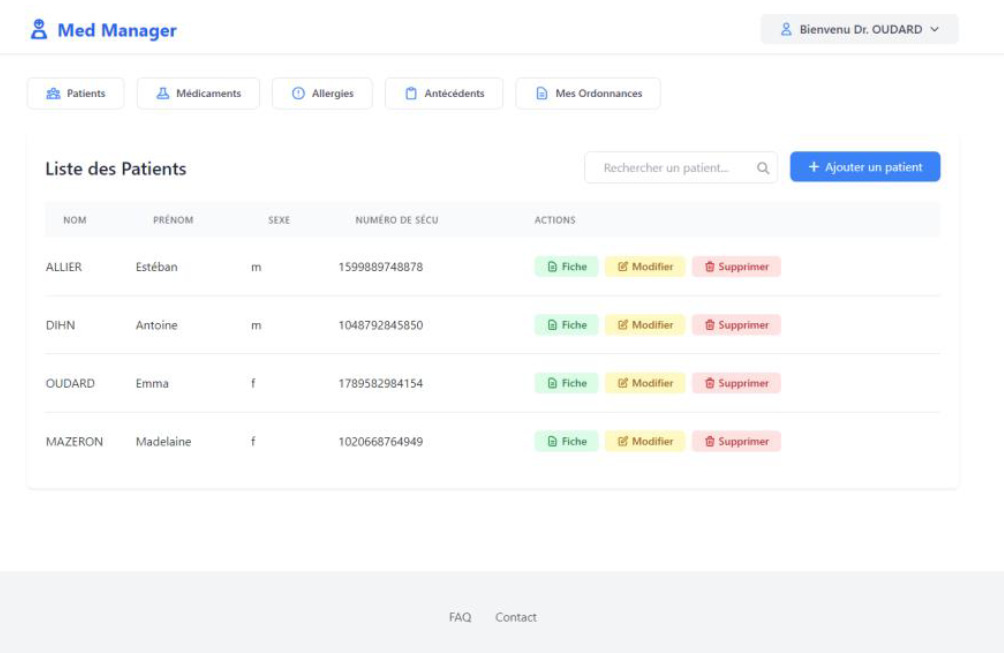 Med Manager
Bienvenu Dr. OUDARD
Patients Médicaments Allergies Antécédents Mes Ordonnances
Liste des Patients
Rechercher un patient...
+ Ajouter un patient
NOM PRÉNOM SEXE NUMÉRO DE SÉCU ACTIONS
ALLIER Estéban m 1599889748878 Fiche Modifier Supprimer
DIHN Antoine m 1048792845850 Fiche Modifier Supprimer
OUDARD Emma f 1789582984154 Fiche Modifier Supprimer
MAZERON Madelaine f 1020668764949 Fiche Modifier Supprimer
FAQ Contact